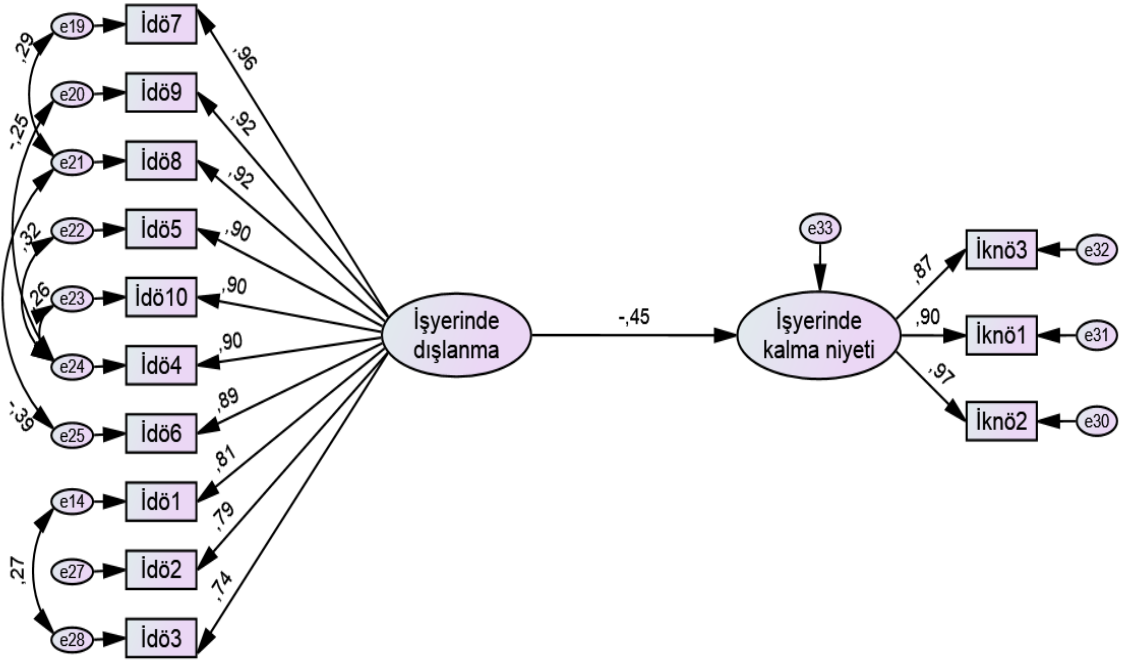 e19
İdö7
,29
,96
e20
İdö9
-,25
,92
e21
İdö8
,92
e22
İdö5
,32
,90
e23
İdö10
,26
,90
e24
İdö4
,90
e25
İdö6
-,39
,89
e14
İdö1
,81
,27
e27
İdö2
,79
e28
İdö3
,74
İşyerinde
dışlanma
-,45
e33
İşyerinde
kalma niyeti
,87
İknö3
e32
,90
İknö1
e31
,97
İknö2
e30